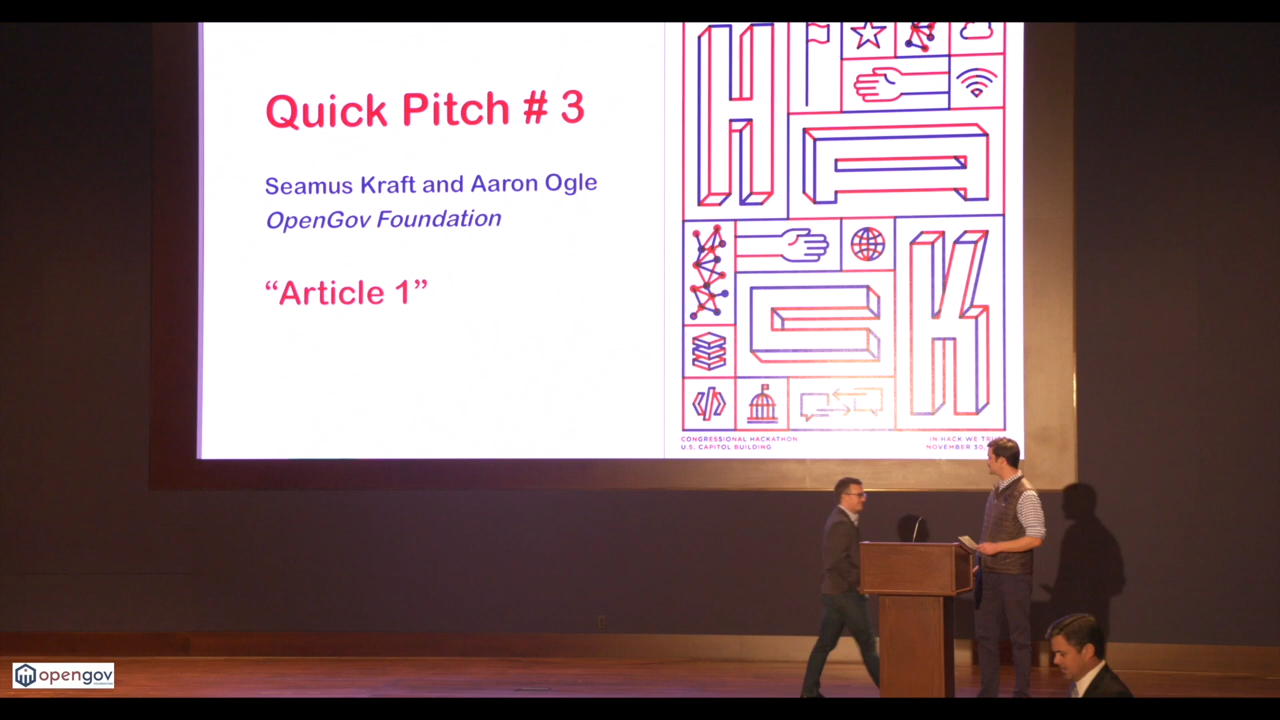 Quick Pitch # 3
Seamus Kraft and Aaron Ogle
OpenGov Foundation
“Article 1”
HACK
CONGRESSIONAL HACKATHON
U.S. CAPITOL BUILDING
IN HACK WE
NOVEMBER 30,
opengov